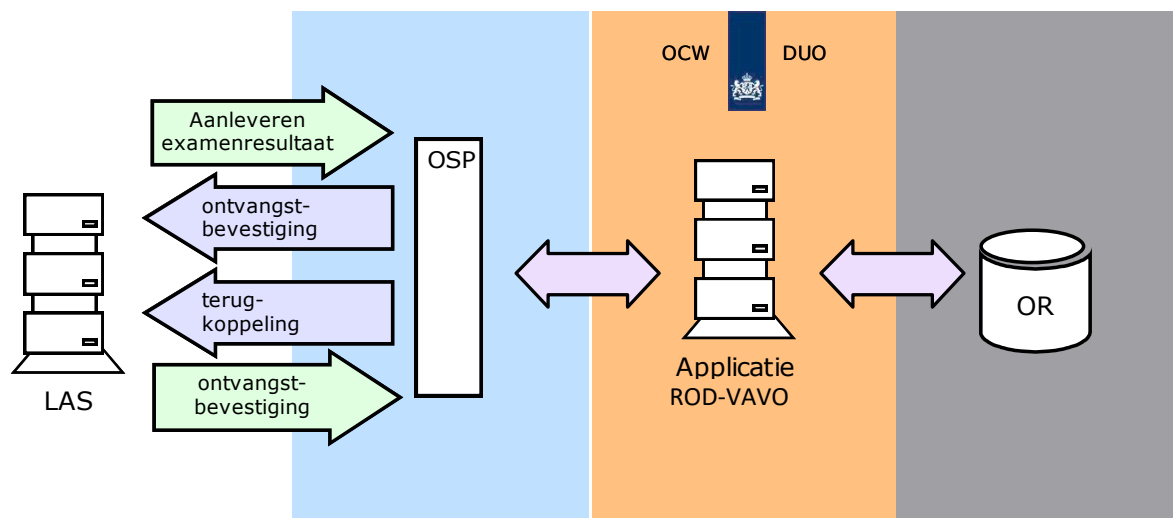 OCW
DUO
Aanleveren
examenresultaat
OSP
ontvangst-
bevestiging
terug-
koppeling
ontvangst-
bevestiging
LAS
Applicatie
ROD-VAVO
OR